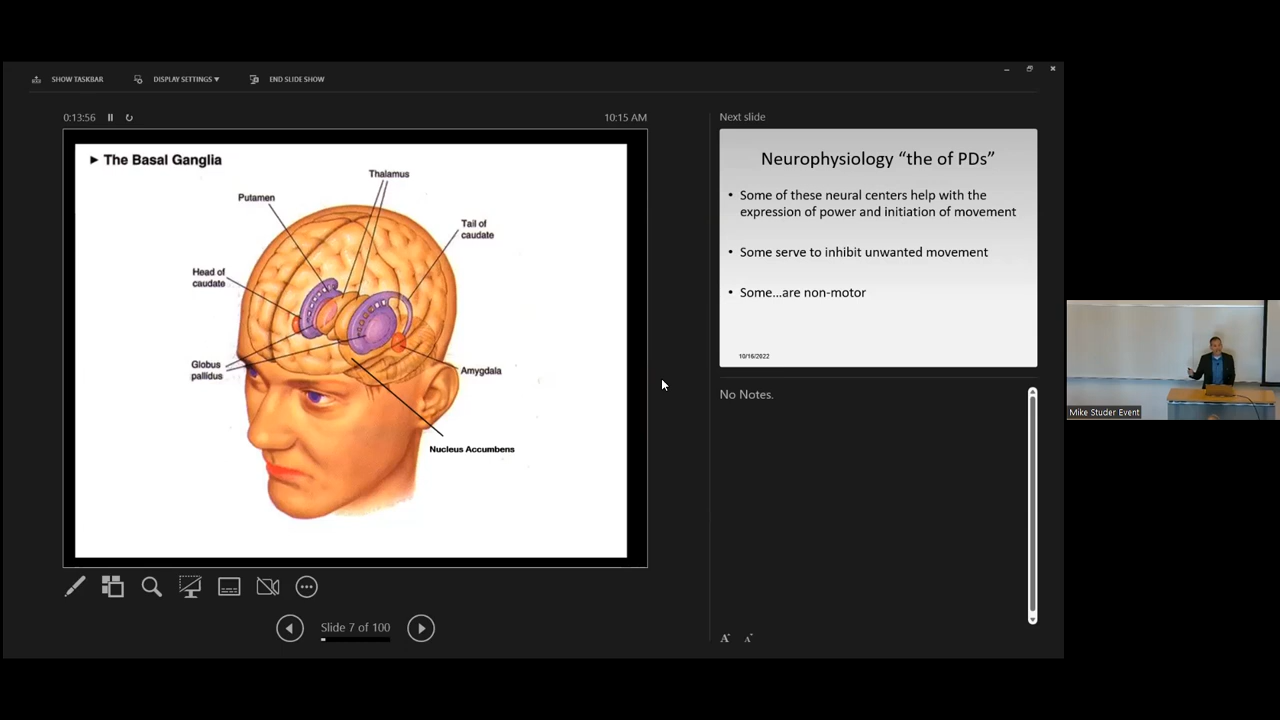 SHOW TASKBAR
DISPLAY SETTINGS ▼
END SLIDE SHOW
0:13:56
10:15 AM
Next slide
▶ The Basal Ganglia
Thalamus
Putamen
Tail of
caudate
Head of
caudate
Globus
pallidus
Amygdala
Nucleus Accumbens
Neurophysiology “the of PDs”
• Some of these neural centers help with the
expression of power and initiation of movement
• Some serve to inhibit unwanted movement
• Some...are non-motor
10/16/2022
No Notes.
Mike Studer Event
Slide 7 of 100
A A